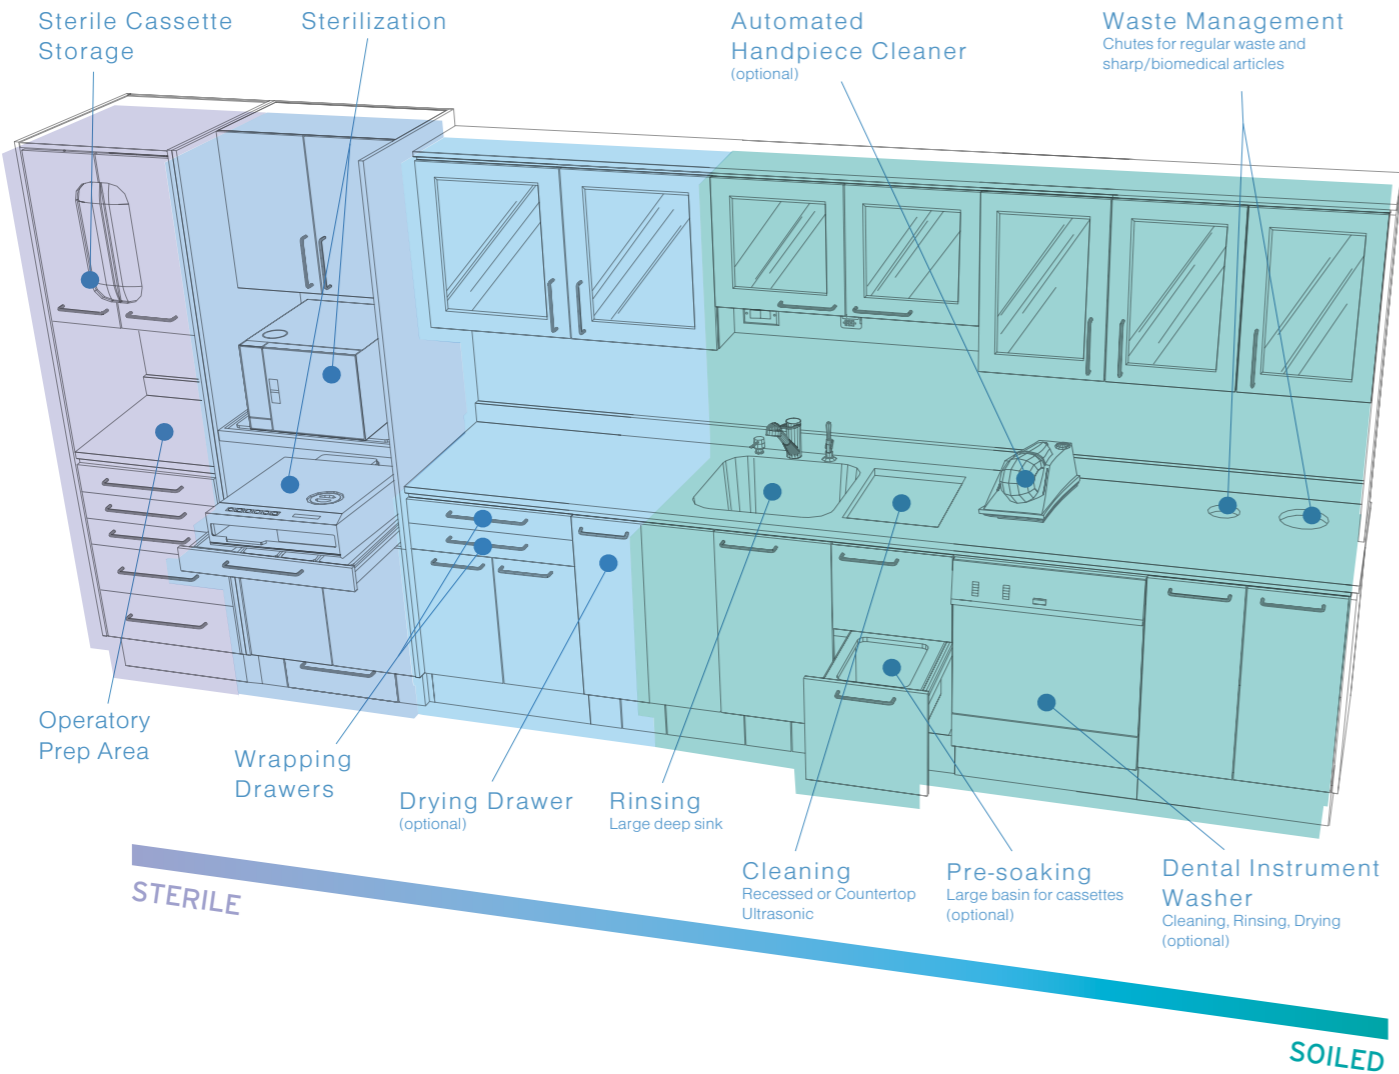 Sterile Cassette
Storage
Sterilization
Automated
Handpiece Cleaner
(optional)
Waste Management
Chutes for regular waste and
sharp/biomedical articles
Operatory
Prep Area
Wrapping
Drawers
Drying Drawer
(optional)
Rinsing
Large deep sink
Cleaning
Recessed or Countertop
Ultrasonic
Pre-soaking
Large basin for cassettes
(optional)
Dental Instrument
Washer
Cleaning, Rinsing, Drying
(optional)
STERILE
SOILED